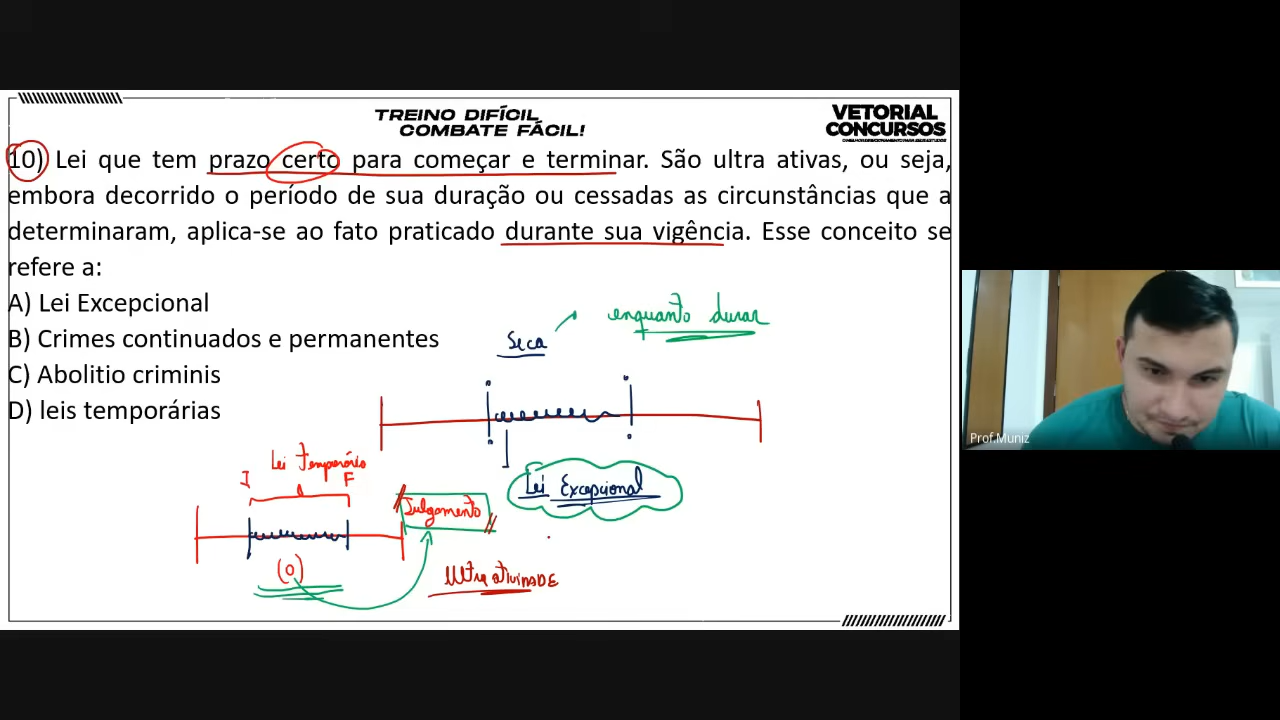 TREINO DIFÍCIL
COMBATE FÁCIL!
VETORIAL
CONCURSOS
10) Lei que tem prazo certo para começar e terminar. São ultra ativas, ou seja,
embora decorrido o período de sua duração ou cessadas as circunstâncias que a
determinaram, aplica-se ao fato praticado durante sua vigência. Esse conceito se
refere a:
A) Lei Excepcional
B) Crimes continuados e permanentes
C) Abolitio criminis
D) leis temporárias
enquanto durar
Seca
Lei Temporária
I F
Lei Excepcional
Julgamento
(0)
Ultra atividade
Prof.Muniz